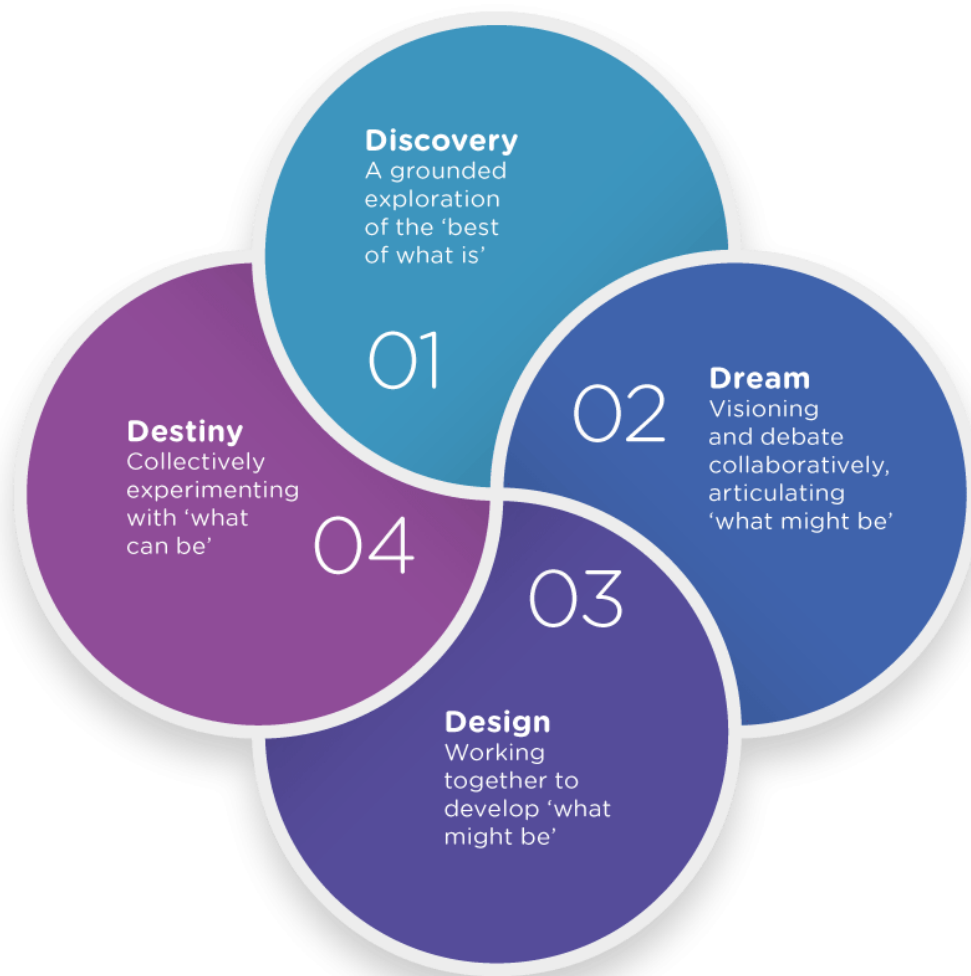 Discovery
A grounded
exploration
of the ‘best
of what is’
01
02
Dream
Visioning
and debate
collaboratively,
articulating
‘what might be’
03
Design
Working
together to
develop ‘what
might be’
Destiny
Collectively
experimenting
with ‘what
can be’
04